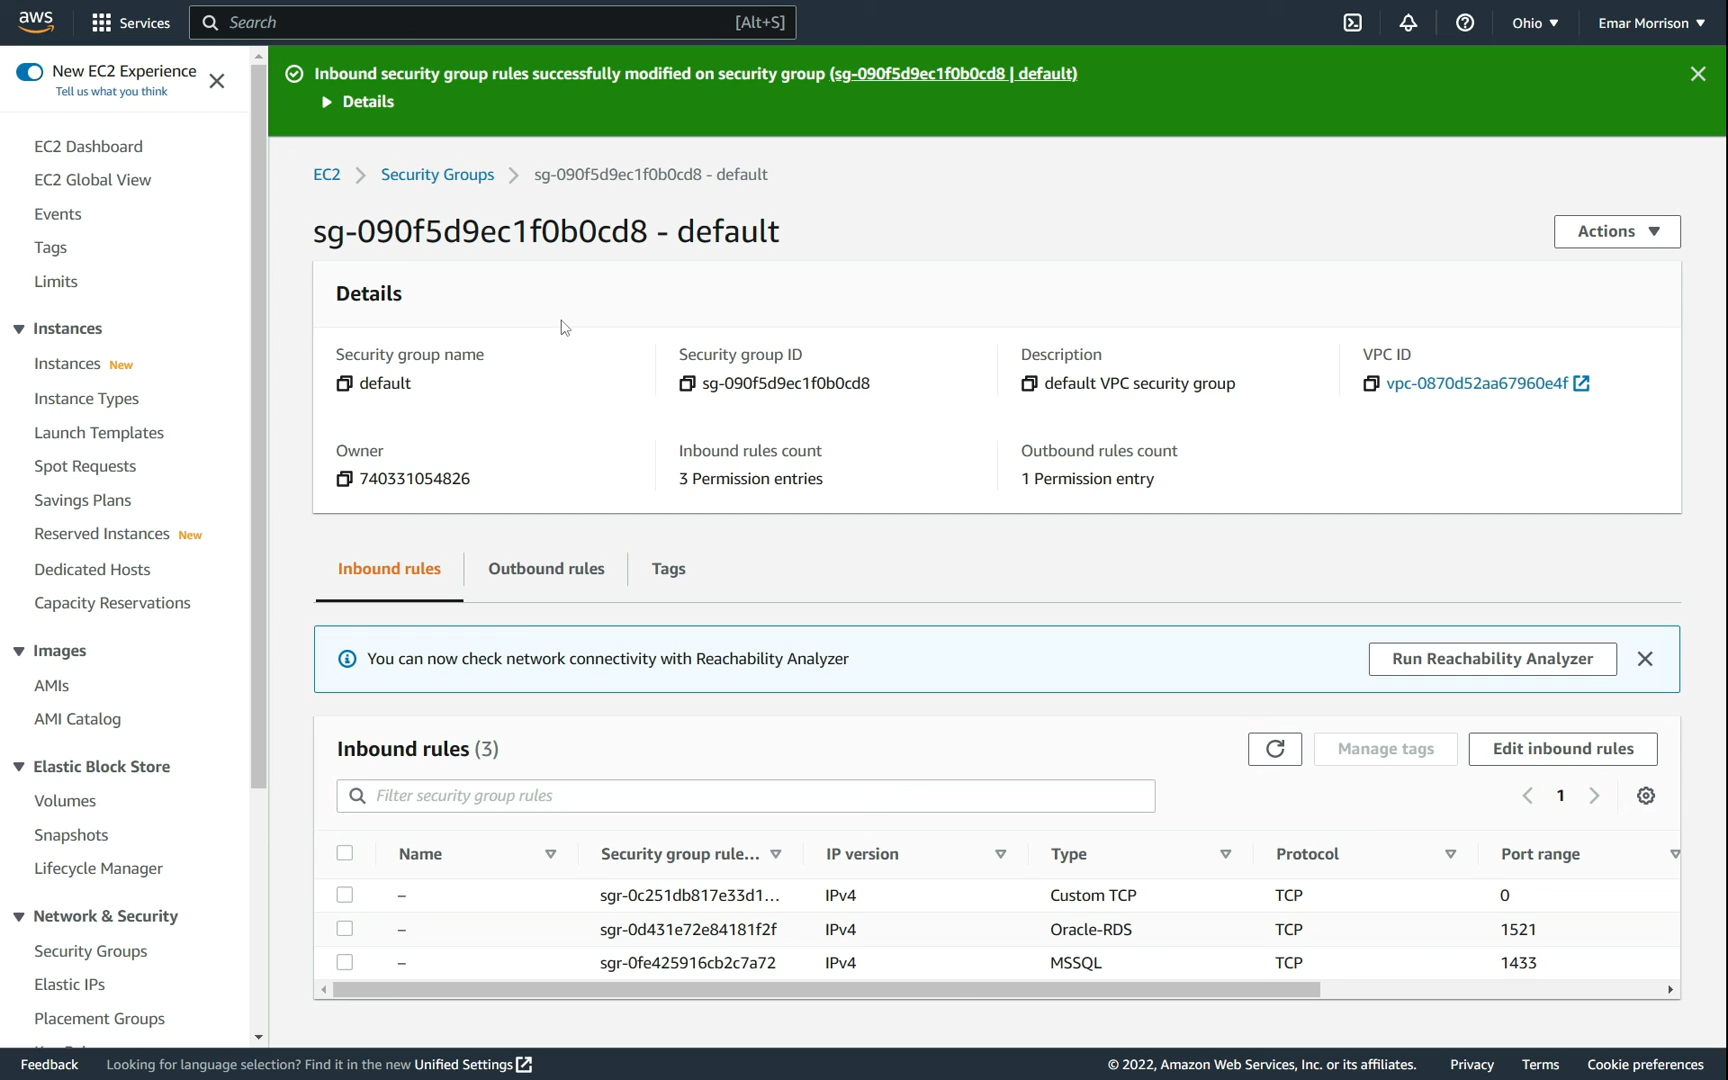 aws
Services
Search
[Alt+S]
Ohio
Emar Morrison
New EC2 Experience
Tell us what you think
EC2 Dashboard
EC2 Global View
Events
Tags
Limits
Instances
Instances New
Instance Types
Launch Templates
Spot Requests
Savings Plans
Reserved Instances New
Dedicated Hosts
Capacity Reservations
Images
AMIs
AMI Catalog
Elastic Block Store
Volumes
Snapshots
Lifecycle Manager
Network & Security
Security Groups
Elastic IPs
Placement Groups
Inbound security group rules successfully modified on security group (sg-090f5d9ec1f0b0cd8 | default)
Details
EC2 > Security Groups > sg-090f5d9ec1f0b0cd8 - default
sg-090f5d9ec1f0b0cd8 - default
Actions
Details
Security group name
default
Security group ID
sg-090f5d9ec1f0b0cd8
Description
default VPC security group
VPC ID
vpc-0870d52aa67960e4f
Owner
740331054826
Inbound rules count
3 Permission entries
Outbound rules count
1 Permission entry
Inbound rules
Outbound rules
Tags
You can now check network connectivity with Reachability Analyzer
Run Reachability Analyzer
Inbound rules (3)
Manage tags
Edit inbound rules
Filter security group rules
1
Name Security group rule... IP version Type Protocol Port range
– sgr-0c251db817e33d1... IPv4 Custom TCP TCP 0
– sgr-0d431e72e84181f2f IPv4 Oracle-RDS TCP 1521
– sgr-0fe425916cb2c7a72 IPv4 MSSQL TCP 1433
Feedback
Looking for language selection? Find it in the new Unified Settings
© 2022, Amazon Web Services, Inc. or its affiliates.
Privacy
Terms
Cookie preferences